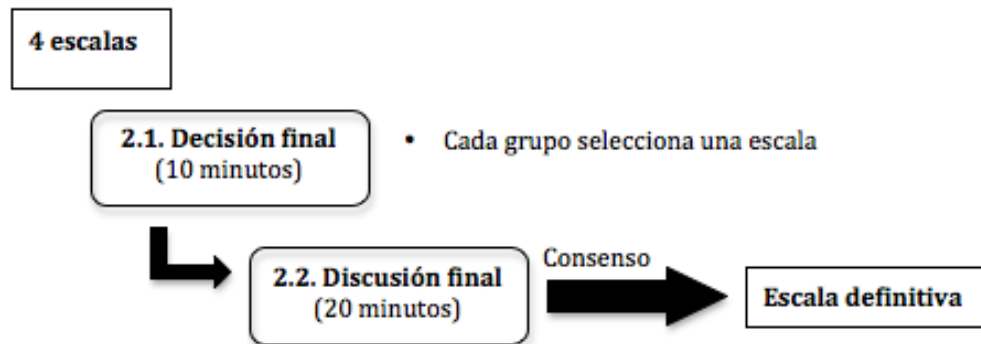 4 escalas
2.1. Decisión final
(10 minutos)
• Cada grupo selecciona una escala
2.2. Discusión final
(20 minutos)
Consenso
Escala definitiva